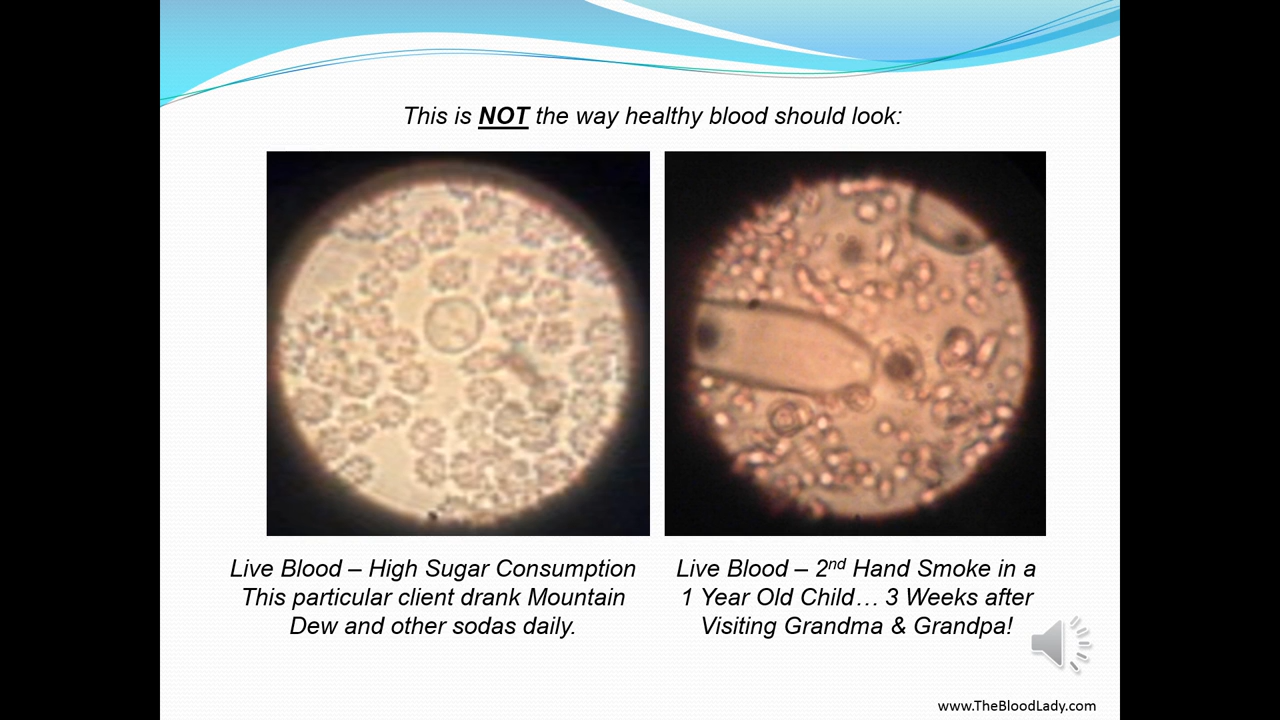 This is NOT the way healthy blood should look:
Live Blood – High Sugar Consumption
This particular client drank Mountain
Dew and other sodas daily.
Live Blood – 2nd Hand Smoke in a
1 Year Old Child… 3 Weeks after
Visiting Grandma & Grandpa!
www.TheBloodLady.com